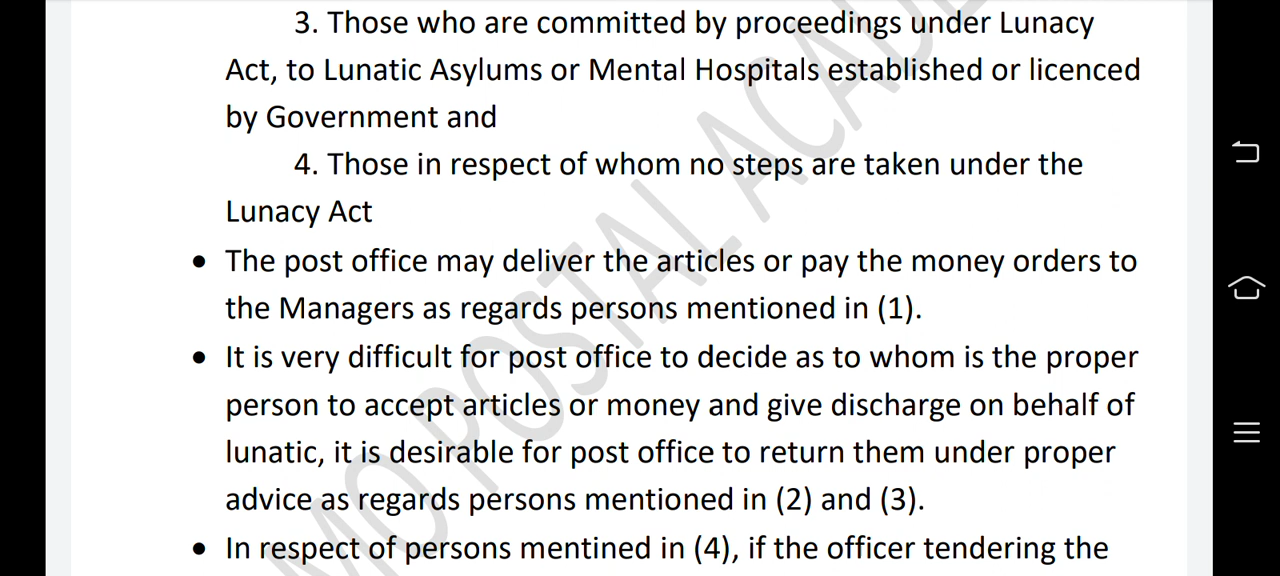 3. Those who are committed by proceedings under Lunacy
Act, to Lunatic Asylums or Mental Hospitals established or licenced
by Government and
4. Those in respect of whom no steps are taken under the
Lunacy Act
• The post office may deliver the articles or pay the money orders to
the Managers as regards persons mentioned in (1).
• It is very difficult for post office to decide as to whom is the proper
person to accept articles or money and give discharge on behalf of
lunatic, it is desirable for post office to return them under proper
advice as regards persons mentioned in (2) and (3).
• In respect of persons mentined in (4), if the officer tendering the
MO POSTAL ACADE